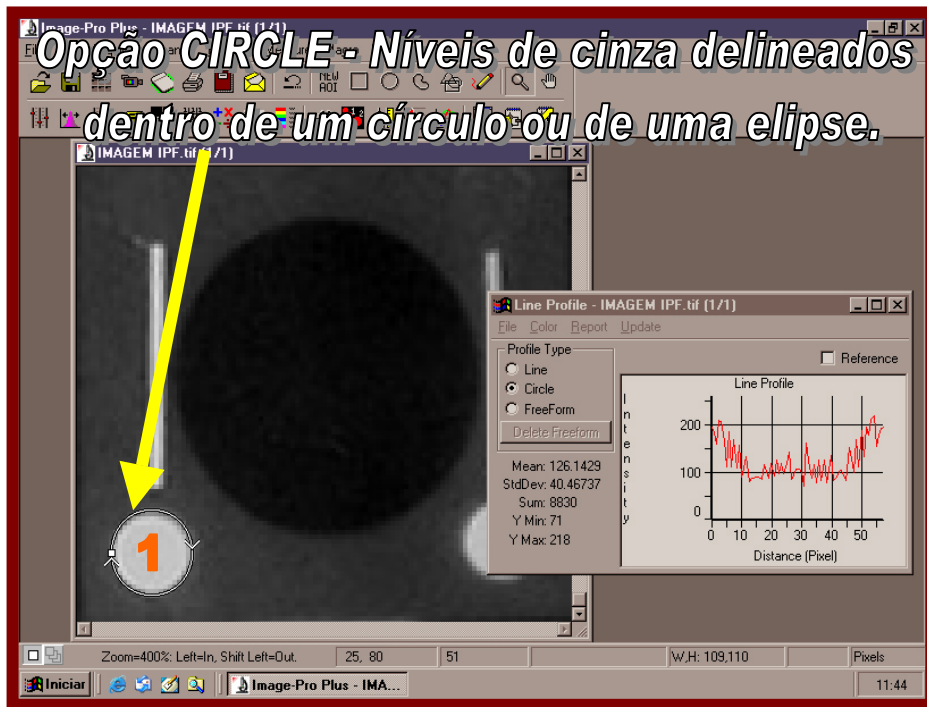 Image-Pro Plus - IMAGEM IPF.tif (1/1)
Opção CIRCLE - Níveis de cinza delineados
NEW
AOI
dentro de um círculo ou de uma elipse.
IMAGEM IPF.tif (1/1)
1
Line Profile - IMAGEM IPF.tif (1/1)
File Color Report Update
Profile Type
Line
Circle
FreeForm
Delete Freeform
Mean: 126.1429
StdDev: 40.46737
Sum: 8830
Y Min: 71
Y Max: 218
Reference
Line Profile
Intensity
200
100
0
0 10 20 30 40 50
Distance (Pixel)
Zoom=400%: Left=In, Shift Left=Out. 25, 80 51 W,H: 109,110 Pixels
Iniciar Image-Pro Plus - IMA... 11:44